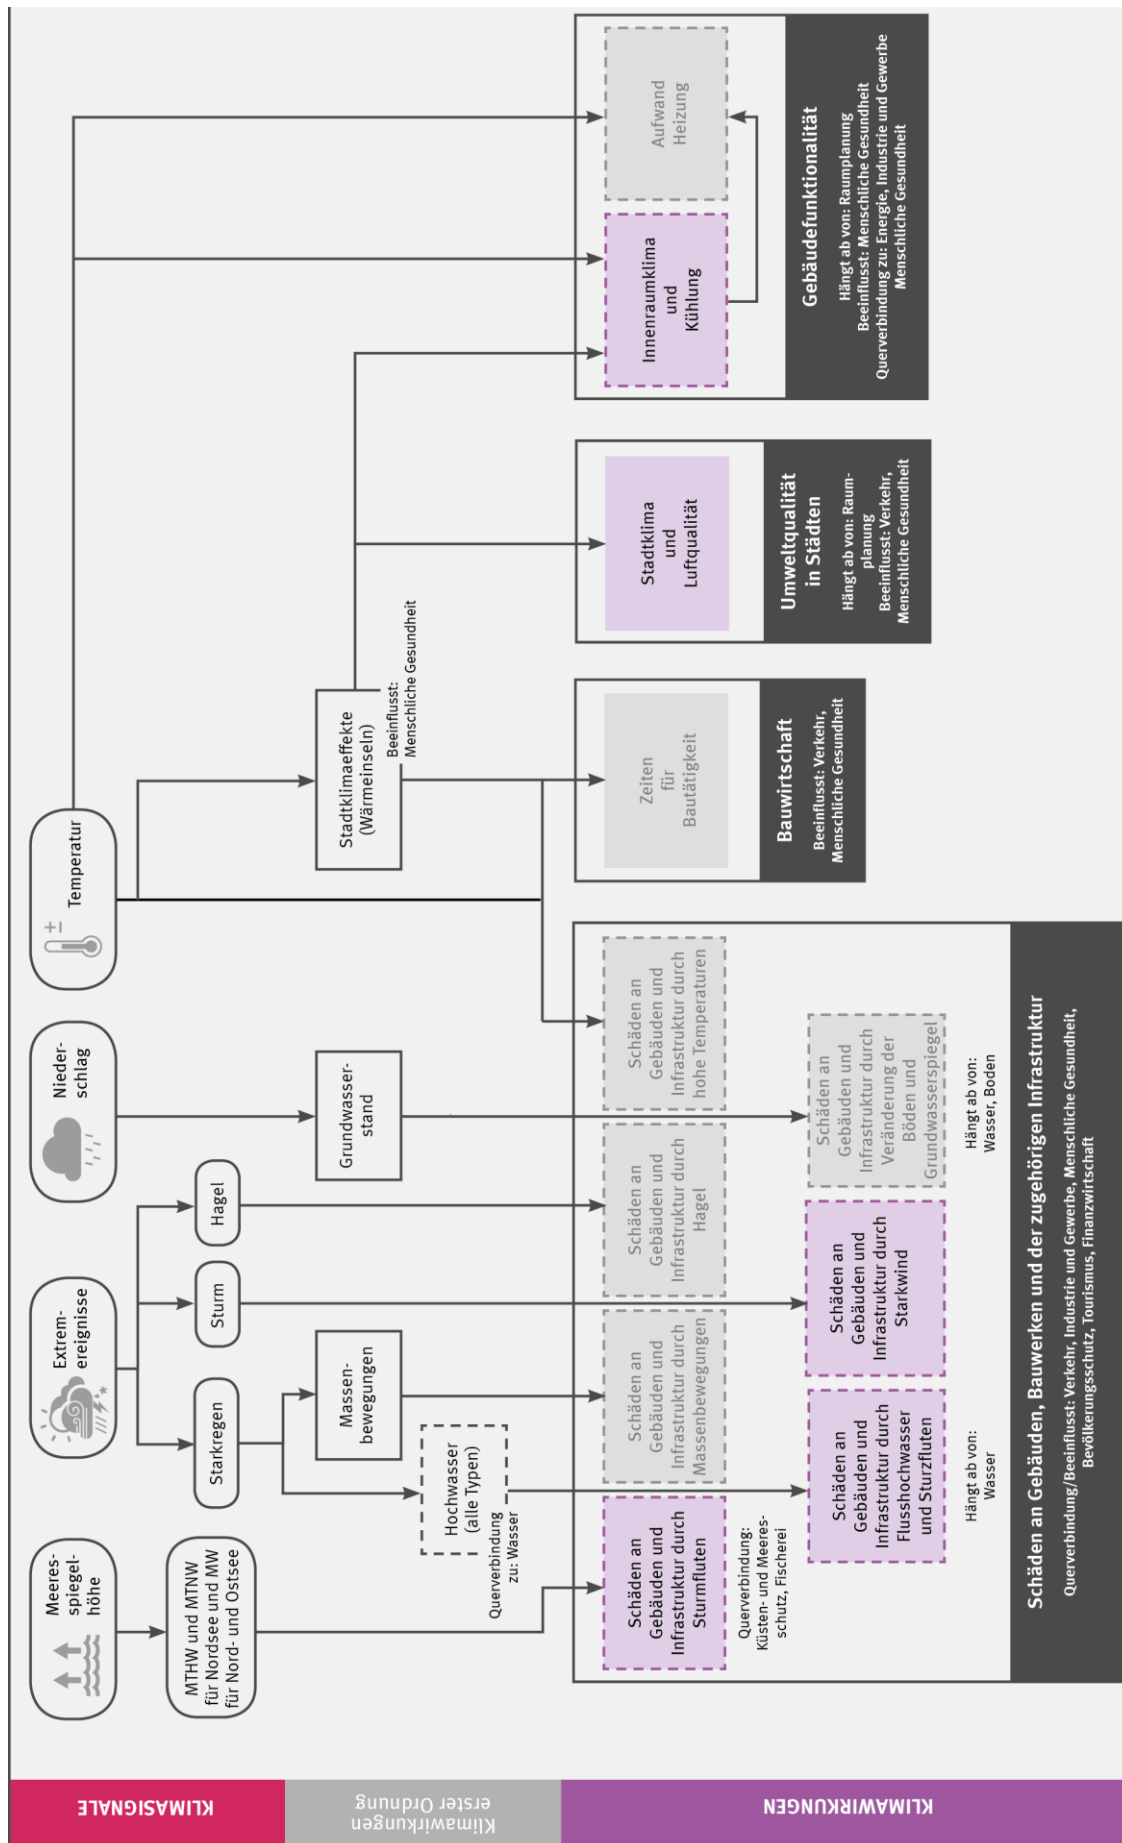 KLIMASIGNALE
Meeres-
spiegel-
höhe
Extrem-
ereignisse
Nieder-
schlag
Temperatur
MTHW und MTNW
für Nordsee und MW
für Nord- und Ostsee
Starkregen
Sturm
Hagel
Klimawirkungen
erster Ordnung
Massen-
bewegungen
Grundwasser-
stand
Stadtklimaeffekte
(Wärmeinseln)
Beeinflusst:
Menschliche Gesundheit
Hochwasser
(alle Typen)
Querverbindung
zu: Wasser
KLIMAWIRKUNGEN
Schäden an
Gebäuden und
Infrastruktur durch
Sturmfluten
Querverbindung:
Küsten- und Meeres-
schutz, Fischerei
Schäden an
Gebäuden und
Infrastruktur durch
Massenbewegungen
Schäden an
Gebäuden und
Infrastruktur durch
Hagel
Schäden an
Gebäuden und
Infrastruktur durch
hohe Temperaturen
Schäden an
Gebäuden und
Infrastruktur durch
Flusshochwasser
und Sturzfluten
Hängt ab von:
Wasser
Schäden an
Gebäuden und
Infrastruktur durch
Starkwind
Schäden an
Gebäuden und
Infrastruktur durch
Veränderung der
Böden und
Grundwasserspiegel
Hängt ab von:
Wasser, Boden
Schäden an Gebäuden, Bauwerken und der zugehörigen Infrastruktur
Querverbindung/Beeinflusst: Verkehr, Industrie und Gewerbe, Menschliche Gesundheit,
Bevölkerungsschutz, Tourismus, Finanzwirtschaft
Zeiten
für
Bautätigkeit
Bauwirtschaft
Beeinflusst: Verkehr,
Menschliche Gesundheit
Stadtklima
und
Luftqualität
Umweltqualität
in Städten
Hängt ab von: Raum-
planung
Beeinflusst: Verkehr,
Menschliche Gesundheit
Innenraumklima
und
Kühlung
Aufwand
Heizung
Gebäudefunktionalität
Hängt ab von: Raumplanung
Beeinflusst: Menschliche Gesundheit
Querverbindung zu: Energie, Industrie und Gewerbe
Menschliche Gesundheit